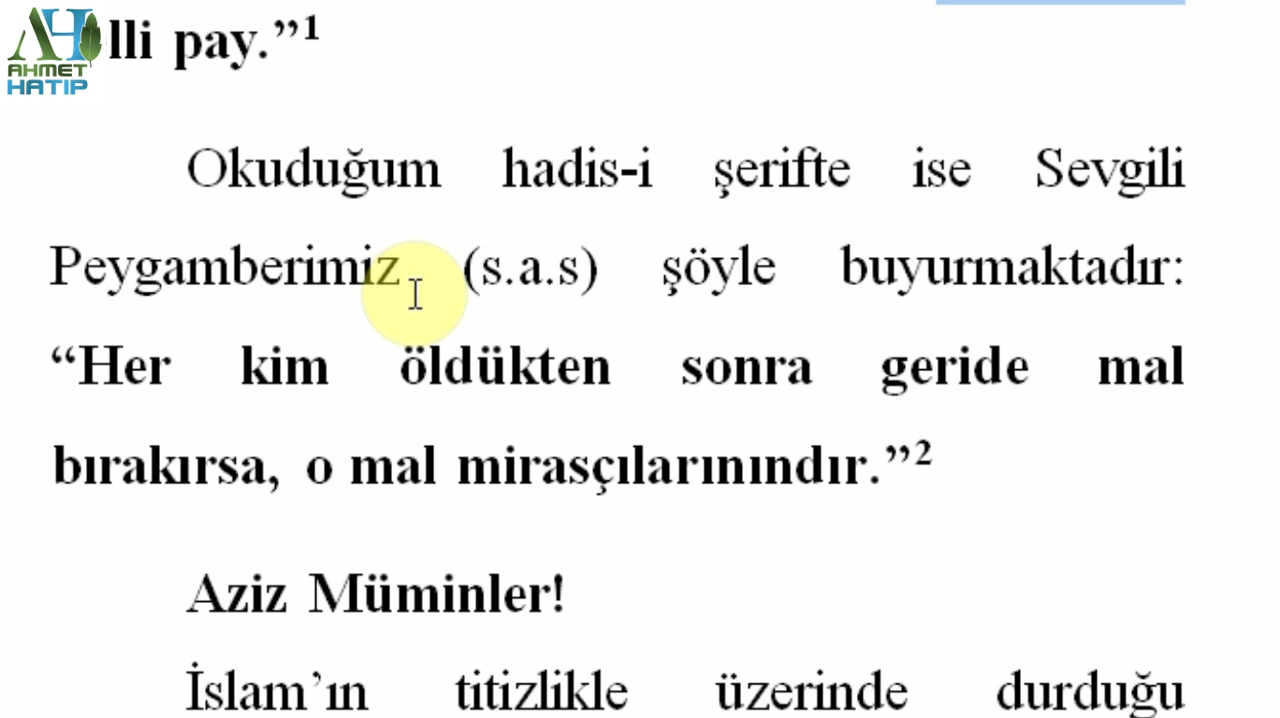 AHMET
HATIP
lli pay.”1
Okuduğum hadis-i şerifte ise Sevgili
Peygamberimiz (s.a.s) şöyle buyurmaktadır:
“Her kim öldükten sonra geride mal
bırakırsa, o mal mirasçılarınındır.”2
Aziz Müminler!
İslam’ın titizlikle üzerinde durduğu